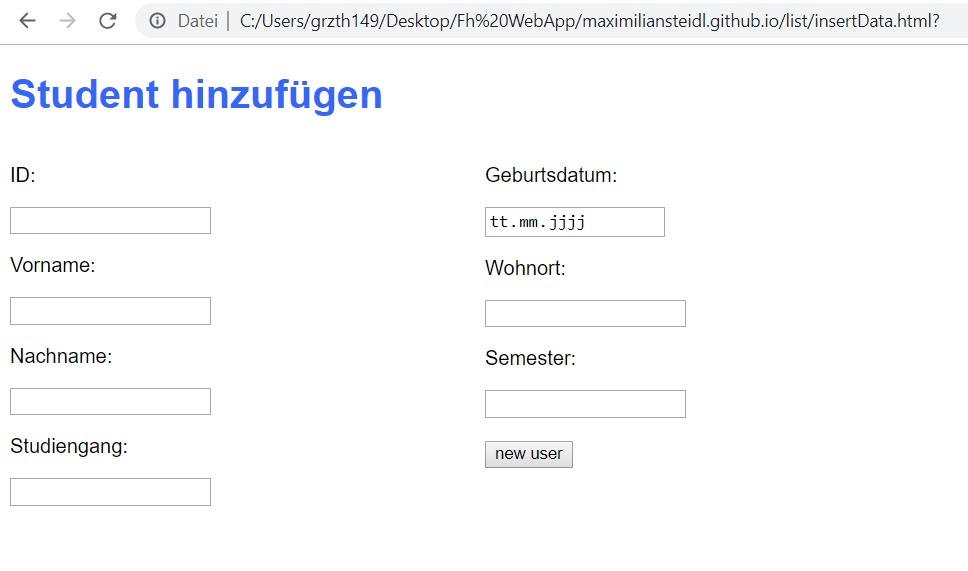 Datei | C:/Users/grzth149/Desktop/Fh%20WebApp/maximiliansteidl.github.io/list/insertData.html?
Student hinzufügen
ID:
Vorname:
Nachname:
Studiengang:
Geburtsdatum:
tt.mm.jjjj
Wohnort:
Semester:
new user